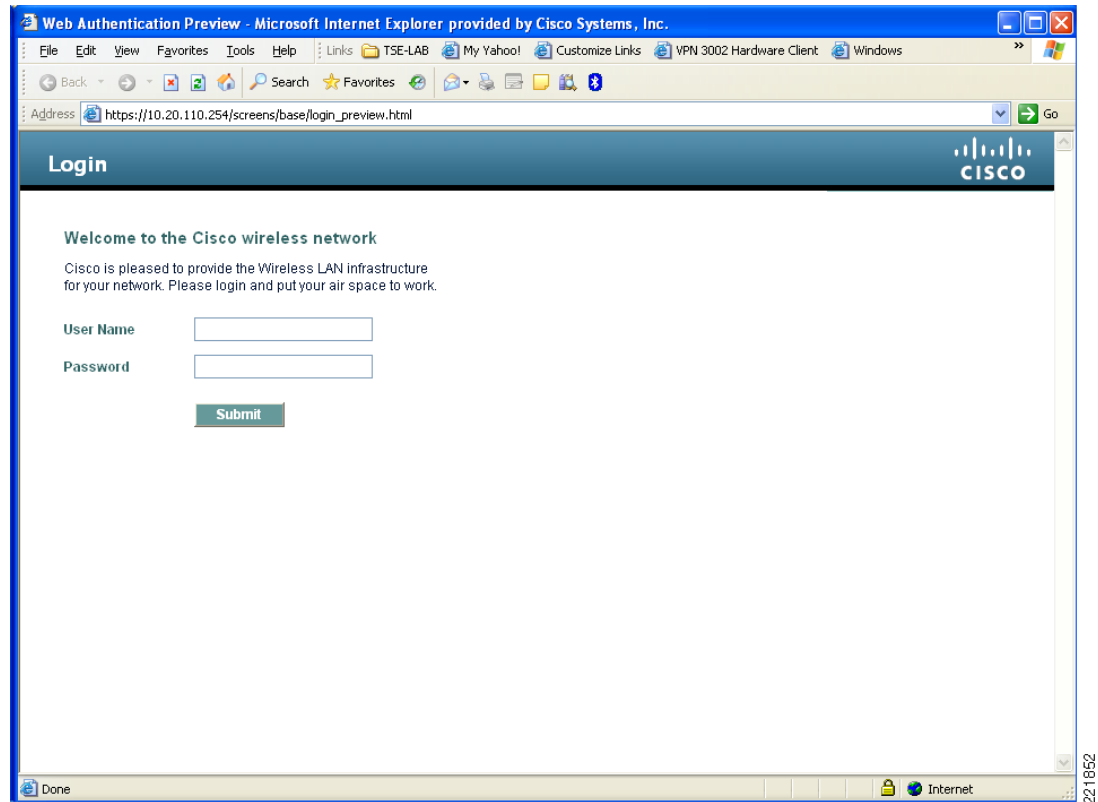 Web Authentication Preview - Microsoft Internet Explorer provided by Cisco Systems, Inc.
File Edit View Favorites Tools Help Links TSE-LAB My Yahoo! Customize Links VPN 3002 Hardware Client Windows »
Back Search Favorites
Address https://10.20.110.254/screens/base/login_preview.html Go
Login
CISCO
Welcome to the Cisco wireless network
Cisco is pleased to provide the Wireless LAN infrastructure
for your network. Please login and put your air space to work.
User Name
Password
Submit
Done Internet
221852